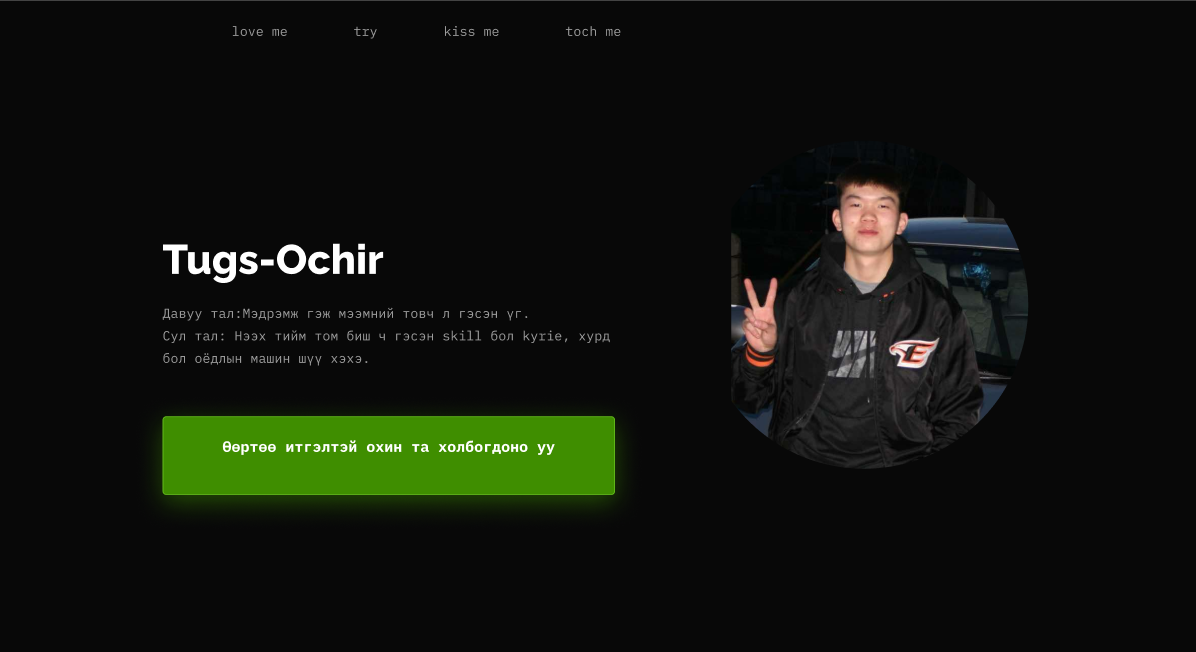 love me try kiss me toch me
Tugs-Ochir
Давуу тал:Мэдрэмж гэж мээмний товч л гэсэн үг.
Сул тал: Нээх тийм том биш ч гэсэн skill бол kyrie, хурд
бол оёдлын машин шүү хэхэ.
Өөртөө итгэлтэй охин та холбогдоно уу
E